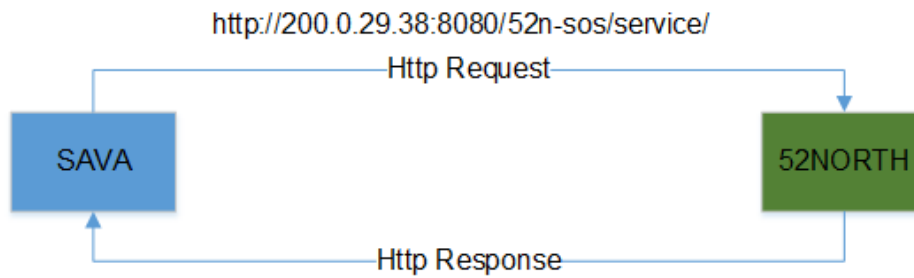 http://200.0.29.38:8080/52n-sos/service/
Http Request
SAVA
52NORTH
Http Response